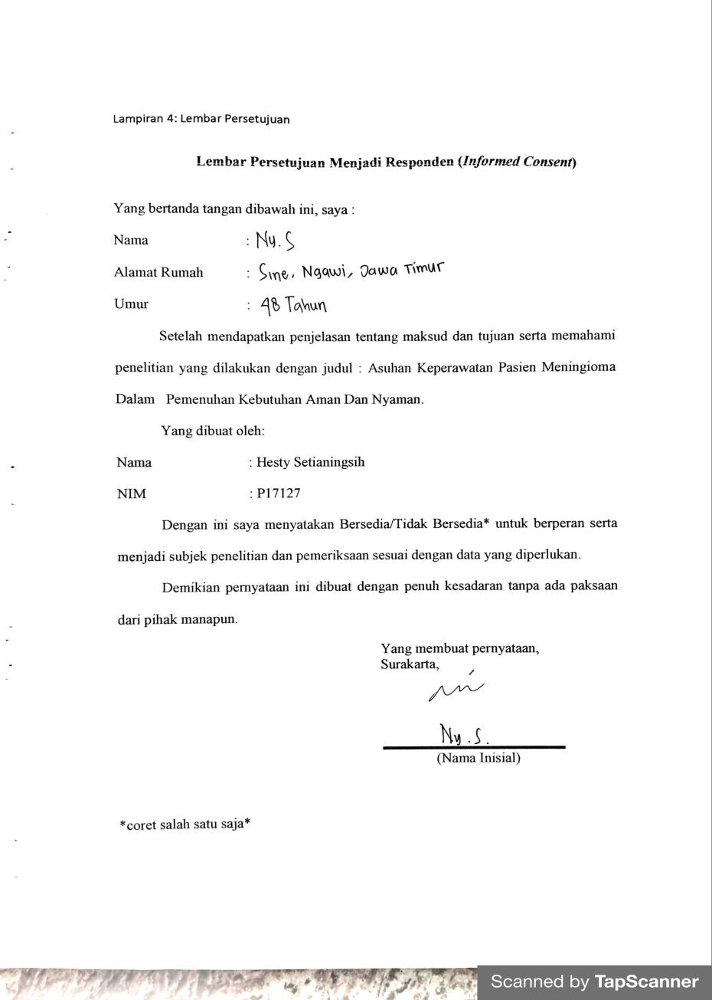 Lampiran 4: Lembar Persetujuan
Lembar Persetujuan Menjadi Responden (Informed Consent)
Yang bertanda tangan dibawah ini, saya :
Nama : Ny. S
Alamat Rumah : Sine, Ngawi, Jawa Timur
Umur : 48 Tahun
Setelah mendapatkan penjelasan tentang maksud dan tujuan serta memahami
penelitian yang dilakukan dengan judul : Asuhan Keperawatan Pasien Meningioma
Dalam Pemenuhan Kebutuhan Aman Dan Nyaman.
Yang dibuat oleh:
Nama : Hesty Setianingsih
NIM : P17127
Dengan ini saya menyatakan Bersedia/Tidak Bersedia* untuk berperan serta
menjadi subjek penelitian dan pemeriksaan sesuai dengan data yang diperlukan.
Demikian pernyataan ini dibuat dengan penuh kesadaran tanpa ada paksaan
dari pihak manapun.
Yang membuat pernyataan,
Surakarta,
Ny. S.
(Nama Inisial)
*coret salah satu saja*
Scanned by TapScanner